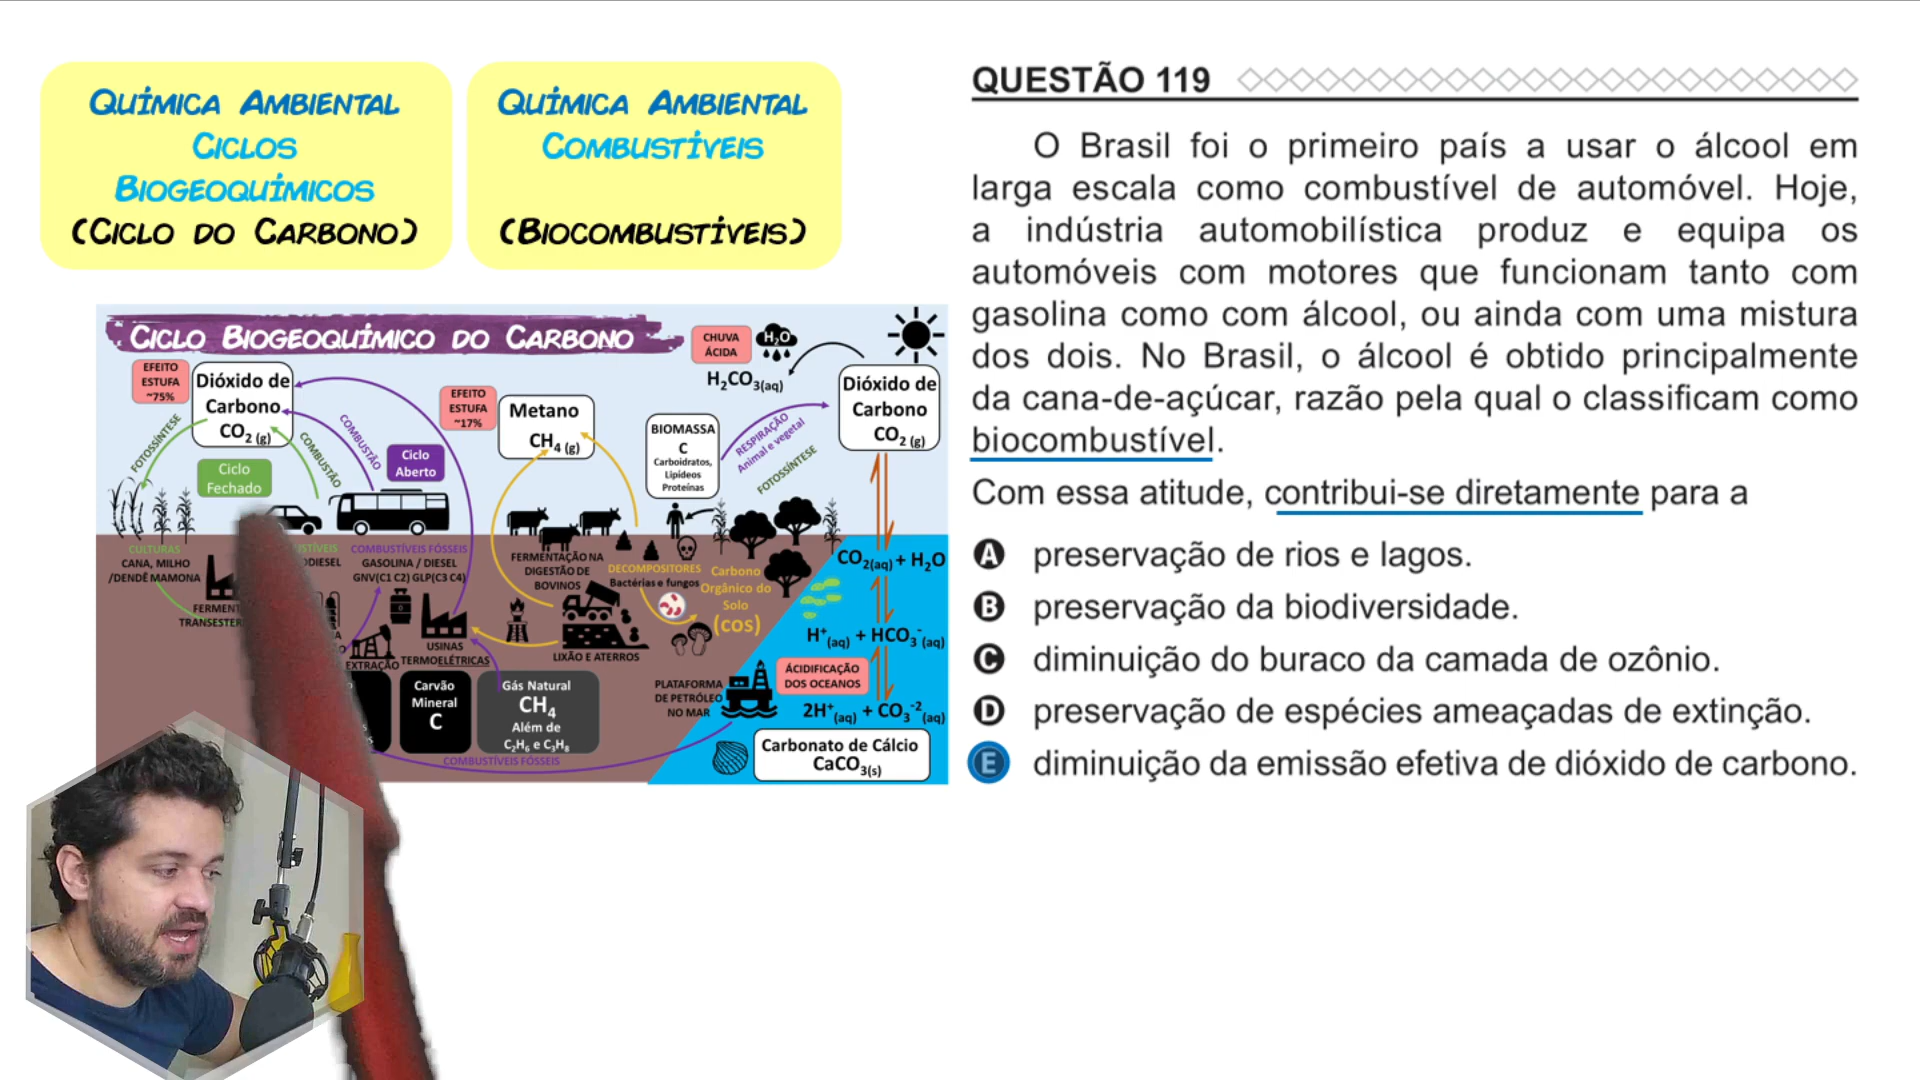 QUÍMICA AMBIENTAL
CICLOS
BIOGEOQUÍMICOS
(CICLO DO CARBONO)
QUÍMICA AMBIENTAL
COMBUSTÍVEIS
(BIOCOMBUSTÍVEIS)
CICLO BIOGEOQUÍMICO DO CARBONO
EFEITO
ESTUFA
~75%
Dióxido de
Carbono
CO2 (g)
FOTOSSÍNTESE
Ciclo
Fechado
COMBUSTÃO
COMBUSTÃO
Ciclo
Aberto
EFEITO
ESTUFA
~17%
Metano
CH4 (g)
CHUVA
ÁCIDA
H2O
H2CO3(aq)
BIOMASSA
C
Carboidratos,
Lipídeos
Proteínas
RESPIRAÇÃO
Animal e vegetal
FOTOSSÍNTESE
Dióxido de
Carbono
CO2 (g)
CULTURAS
CANA, MILHO
/DENDÊ MAMONA
COMBUSTÍVEIS FÓSSEIS
GASOLINA / DIESEL
GNV(C1 C2) GLP(C3 C4)
FERMENTAÇÃO NA
DIGESTÃO DE
BOVINOS
DECOMPOSITORES
Bactérias e fungos
Carbono
Orgânico do
Solo
(COS)
CO2(aq) + H2O
H+(aq) + HCO3-(aq)
USINAS
TERMOELÉTRICAS
EXTRAÇÃO
LIXÃO E ATERROS
Carvão
Mineral
C
Gás Natural
CH4
Além de
C2H6 e C3H8
COMBUSTÍVEIS FÓSSEIS
PLATAFORMA
DE PETRÓLEO
NO MAR
ÁCIDIFICAÇÃO
DOS OCEANOS
2H+(aq) + CO3-2(aq)
Carbonato de Cálcio
CaCO3(s)
QUESTÃO 119
O Brasil foi o primeiro país a usar o álcool em
larga escala como combustível de automóvel. Hoje,
a indústria automobilística produz e equipa os
automóveis com motores que funcionam tanto com
gasolina como com álcool, ou ainda com uma mistura
dos dois. No Brasil, o álcool é obtido principalmente
da cana-de-açúcar, razão pela qual o classificam como
biocombustível.
Com essa atitude, contribui-se diretamente para a
A preservação de rios e lagos.
B preservação da biodiversidade.
C diminuição do buraco da camada de ozônio.
D preservação de espécies ameaçadas de extinção.
E diminuição da emissão efetiva de dióxido de carbono.